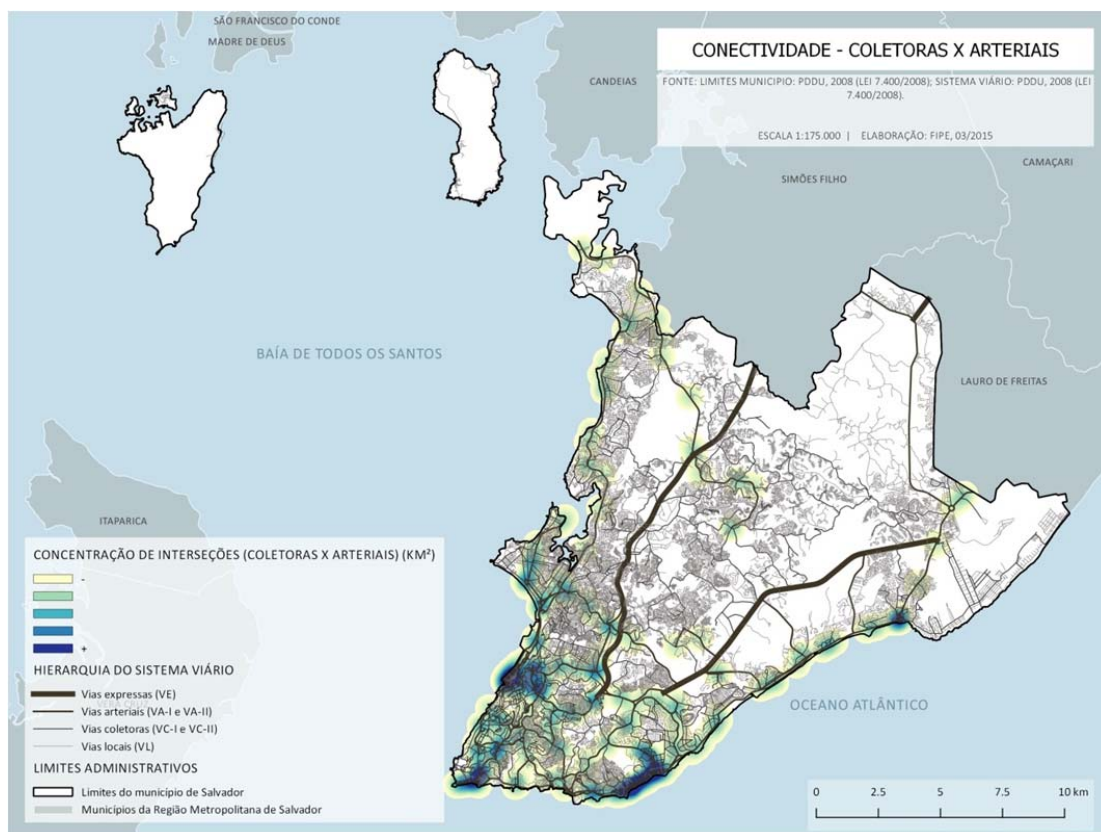 SÃO FRANCISCO DO CONDE
MADRE DE DEUS
CONECTIVIDADE - COLETORAS X ARTERIAIS
CANDEIAS
FONTE: LIMITES MUNICIPIO: PDDU, 2008 (LEI 7.400/2008); SISTEMA VIÁRIO: PDDU, 2008 (LEI
7.400/2008).
ESCALA 1:175.000 | ELABORAÇÃO: FIPE, 03/2015
CAMAÇARI
SIMÕES FILHO
BAÍA DE TODOS OS SANTOS
LAURO DE FREITAS
ITAPARICA
CONCENTRAÇÃO DE INTERSEÇÕES (COLETORAS X ARTERIAIS) (KM²)
-
+
HIERARQUIA DO SISTEMA VIÁRIO
Vias expressas (VE)
VERA CRUZ
Vias arteriais (VA-I e VA-II)
Vias coletoras (VC-I e VC-II)
Vias locais (VL)
OCEANO ATLÂNTICO
LIMITES ADMINISTRATIVOS
Limites do município de Salvador
Municípios da Região Metropolitana de Salvador
0 2.5 5 7.5 10 km